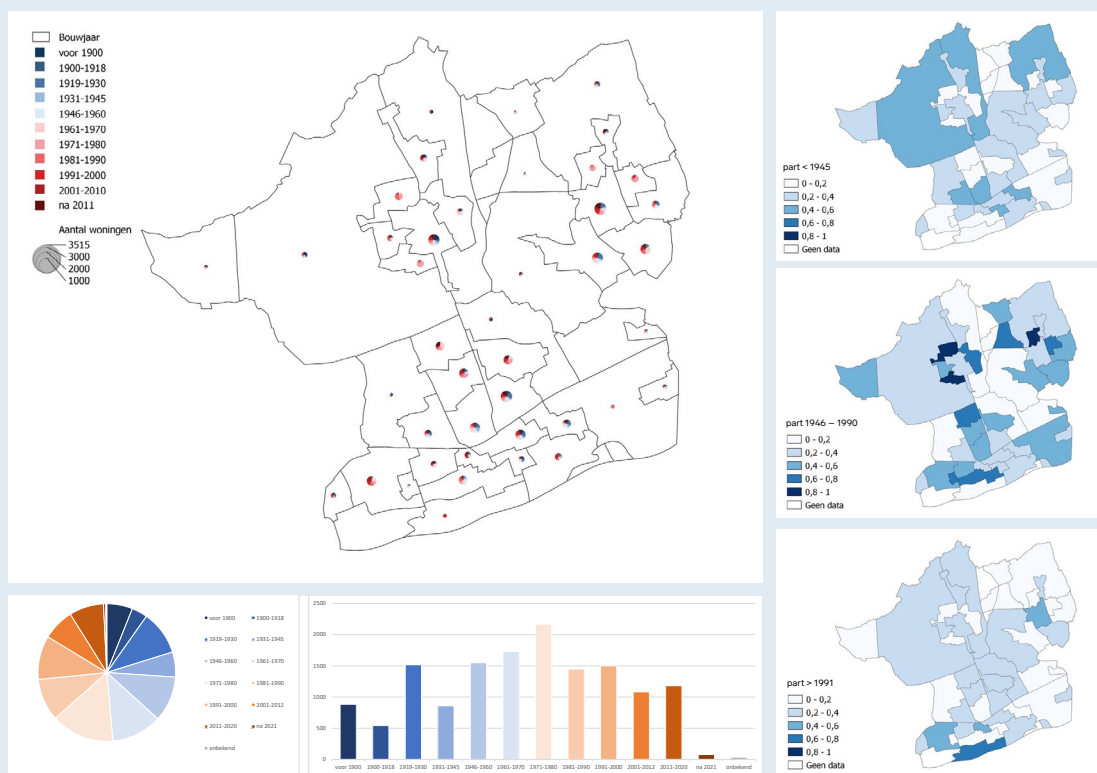 Bouwjaar
voor 1900
1900-1918
1919-1930
1931-1945
1946-1960
1961-1970
1971-1980
1981-1990
1991-2000
2001-2010
na 2011
Aantal woningen
3515
3000
2000
1000
part < 1945
0 - 0,2
0,2 - 0,4
0,4 - 0,6
0,6 - 0,8
0,8 - 1
Geen data
part 1946 – 1990
0 - 0,2
0,2 - 0,4
0,4 - 0,6
0,6 - 0,8
0,8 - 1
Geen data
part > 1991
0 - 0,2
0,2 - 0,4
0,4 - 0,6
0,6 - 0,8
0,8 - 1
Geen data
voor 1900 1900-1918
1919-1930 1931-1945
1946-1960 1961-1970
1971-1980 1981-1990
1991-2000 2001-2012
2011-2020 na 2021
onbekend
2500
2000
1500
1000
500
0
voor 1900 1900-1918 1919-1930 1931-1945 1946-1960 1961-1970 1971-1980 1981-1990 1991-2000 2001-2012 2011-2020 na 2021 onbekend